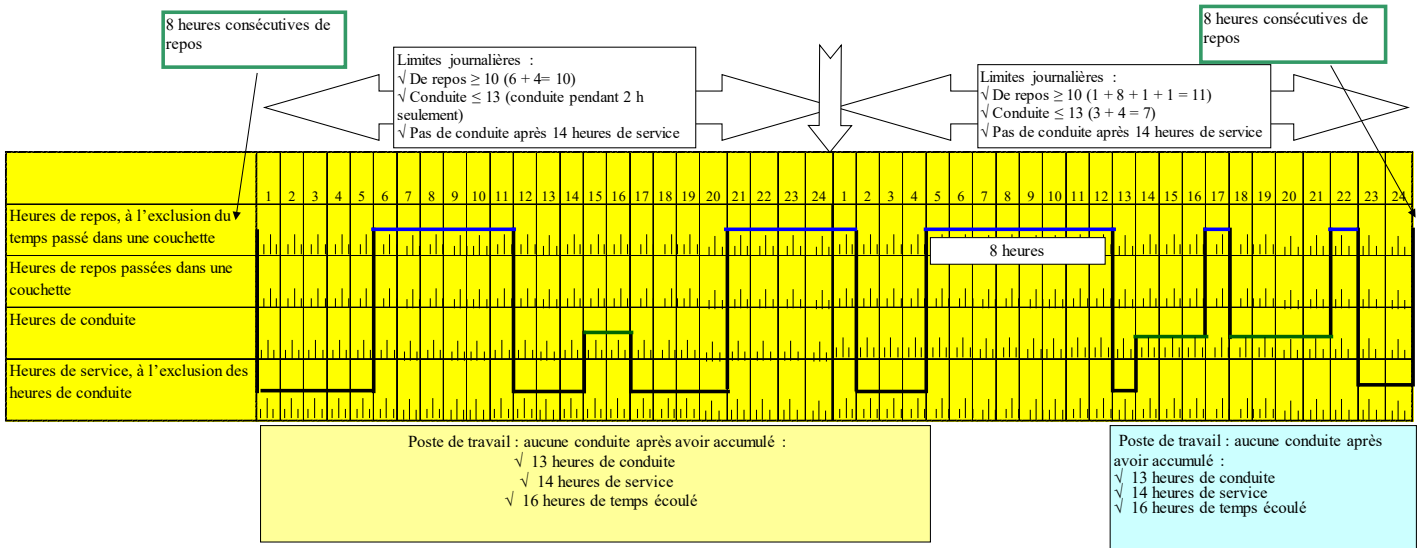 8 heures consécutives de
repos
8 heures consécutives de
repos
Limites journalières :
√ De repos ≥ 10 (6 + 4= 10)
√ Conduite ≤ 13 (conduite pendant 2 h
seulement)
√ Pas de conduite après 14 heures de service
Limites journalières :
√ De repos ≥ 10 (1 + 8 + 1 + 1 = 11)
√ Conduite ≤ 13 (3 + 4 = 7)
√ Pas de conduite après 14 heures de service
1 2 3 4 5 6 7 8 9 10 11 12 13 14 15 16 17 18 19 20 21 22 23 24 1 2 3 4 5 6 7 8 9 10 11 12 13 14 15 16 17 18 19 20 21 22 23 24
Heures de repos, à l’exclusion du
temps passé dans une couchette
8 heures
Heures de repos passées dans une
couchette
Heures de conduite
Heures de service, à l’exclusion des
heures de conduite
Poste de travail : aucune conduite après avoir accumulé :
√ 13 heures de conduite
√ 14 heures de service
√ 16 heures de temps écoulé
Poste de travail : aucune conduite après
avoir accumulé :
√ 13 heures de conduite
√ 14 heures de service
√ 16 heures de temps écoulé